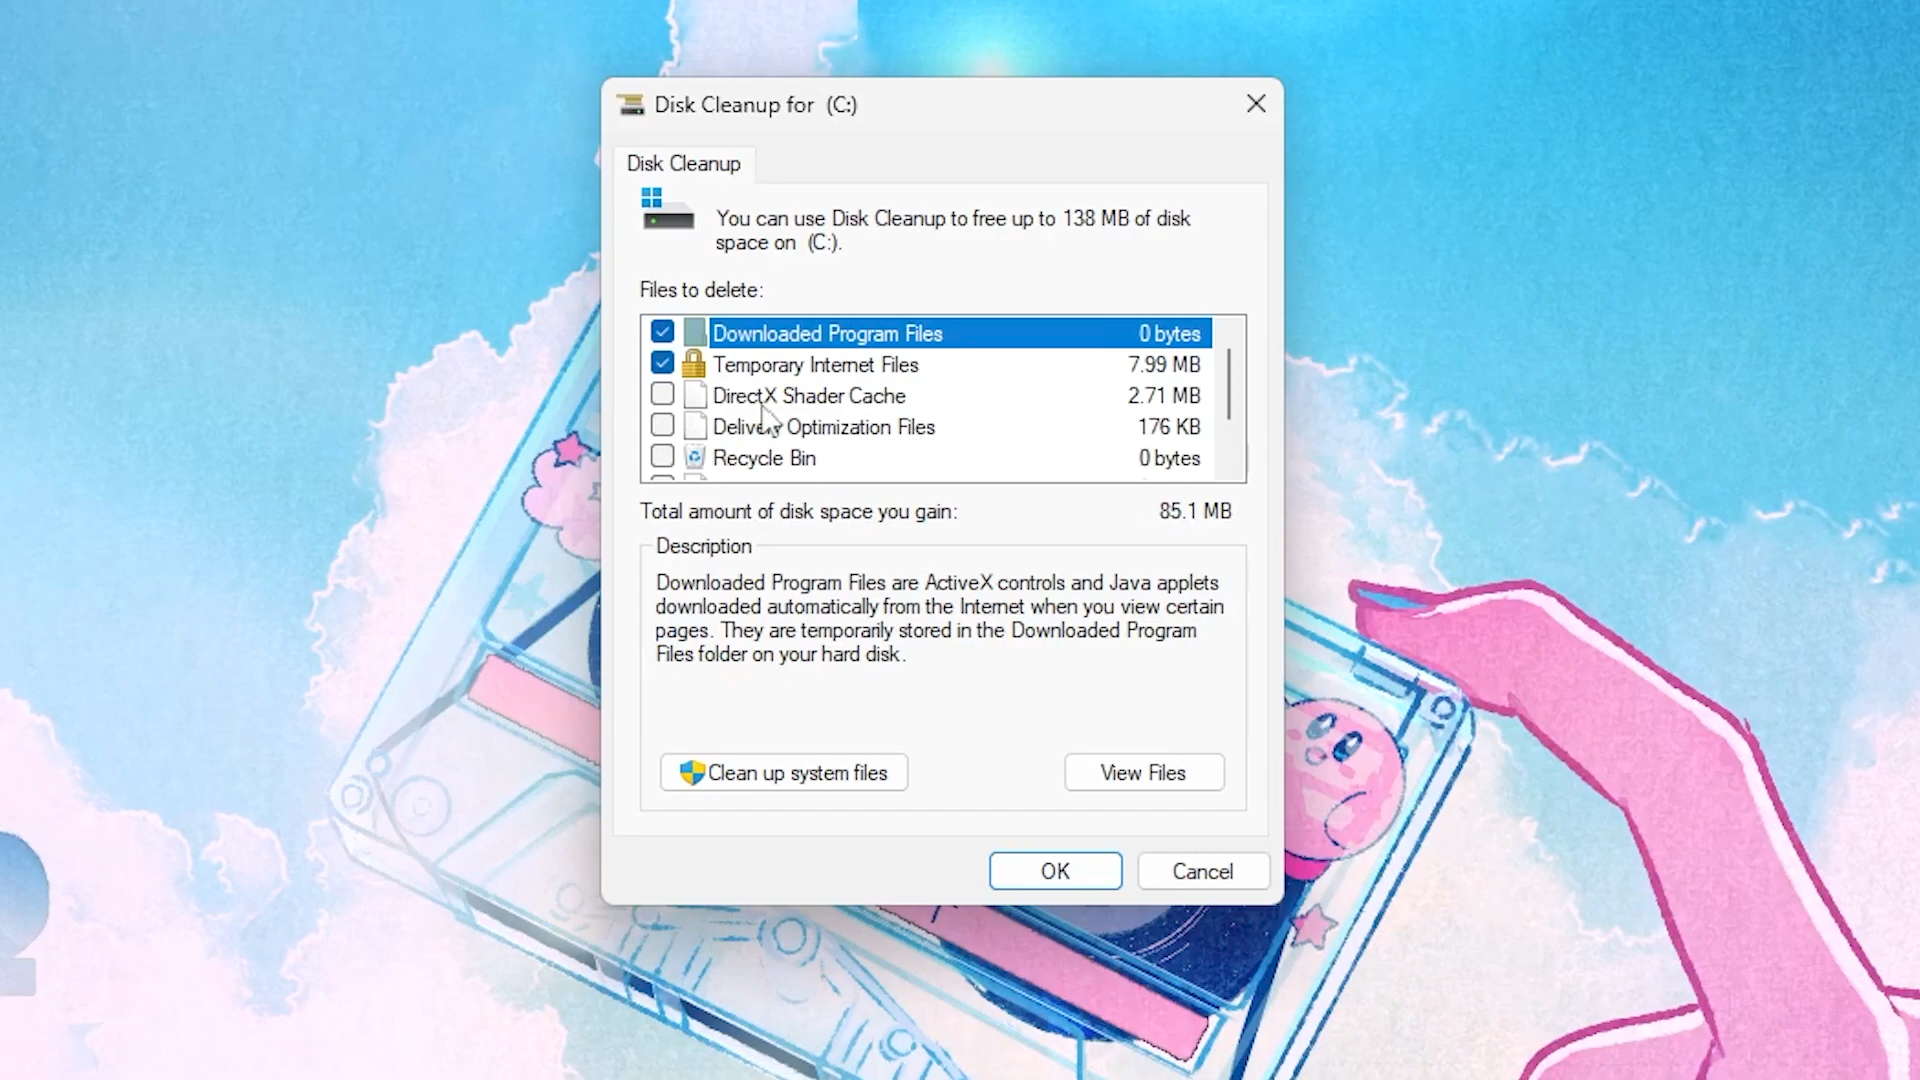 Disk Cleanup for (C:)
Disk Cleanup
You can use Disk Cleanup to free up to 138 MB of disk
space on (C:).
Files to delete:
Downloaded Program Files 0 bytes
Temporary Internet Files 7.99 MB
DirectX Shader Cache 2.71 MB
Delivery Optimization Files 176 KB
Recycle Bin 0 bytes
Total amount of disk space you gain: 85.1 MB
Description
Downloaded Program Files are ActiveX controls and Java applets
downloaded automatically from the Internet when you view certain
pages. They are temporarily stored in the Downloaded Program
Files folder on your hard disk.
Clean up system files View Files
OK Cancel